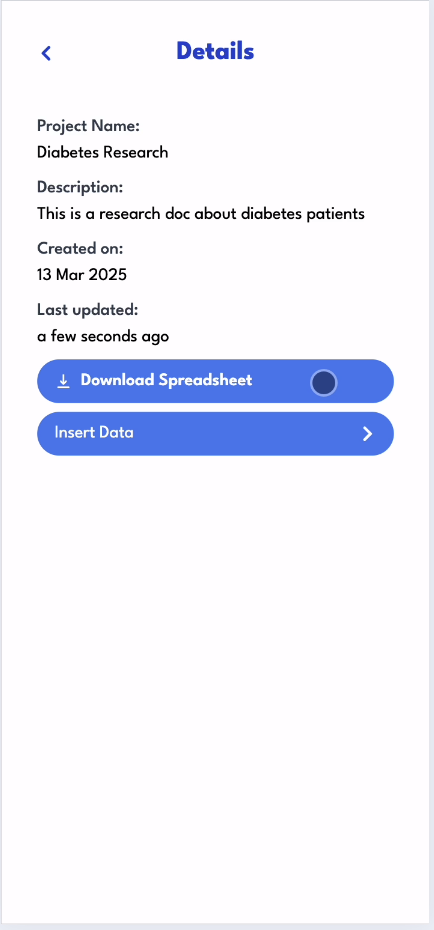 Details
Project Name:
Diabetes Research
Description:
This is a research doc about diabetes patients
Created on:
13 Mar 2025
Last updated:
a few seconds ago
Download Spreadsheet
Insert Data